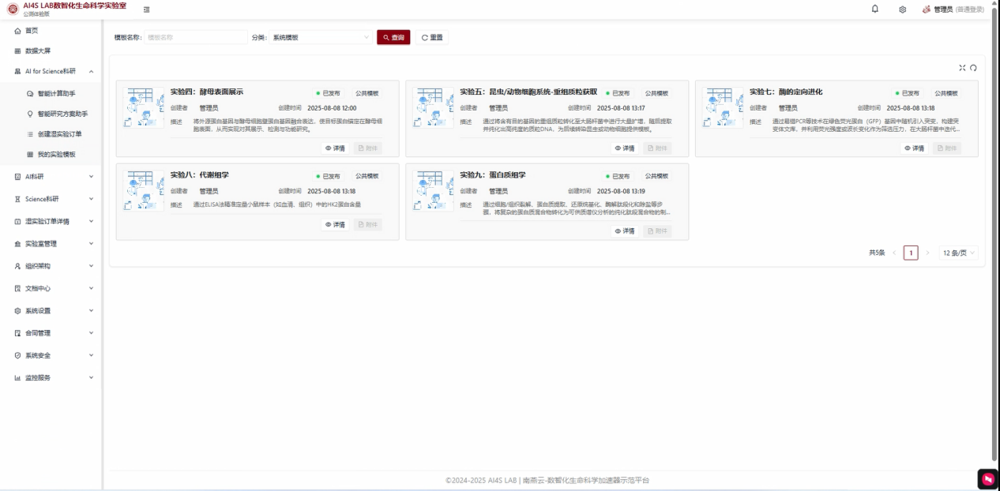 AI4S LAB数智化生命科学实验室
公测体验版
管理员 (普通登录)
首页
数据大屏
AI for Science科研
智能计算助手
智能研究方案助手
创建湿实验订单
我的实验模板
AI科研
Science科研
湿实验订单详情
实验室管理
组织架构
文档中心
系统设置
合同管理
系统安全
监控服务
模板名称: 模板名称 分类: 系统模板 查询 重置
实验四：酵母表面展示 已发布 公共模板
创建者 管理员 创建时间 2025-08-08 12:00
描述 将外源蛋白基因与酵母细胞壁蛋白基因融合表达，使目标蛋白锚定在酵母细
胞表面，从而实现对其展示、检测与功能研究。
详情 附件
实验五：昆虫/动物细胞系统-重组质粒获取 已发布 公共模板
创建者 管理员 创建时间 2025-08-08 13:17
描述 通过将含有目的基因的重组质粒转化至大肠杆菌中进行大量扩增，随后提取
并纯化出高纯度的质粒DNA，为后续转染昆虫或动物细胞提供模板。
详情 附件
实验七：酶的定向进化 已发布 公共模板
创建者 管理员 创建时间 2025-08-08 13:18
描述 通过易错PCR等技术在绿色荧光蛋白（GFP）基因中随机引入突变，构建突
变体文库，并利用荧光强度或波长变化作为筛选压力，在大肠杆菌中迭代...
详情 附件
实验八：代谢组学 已发布 公共模板
创建者 管理员 创建时间 2025-08-08 13:18
描述 通过ELISA法精准定量小鼠样本（如血清、组织）中的HK2蛋白含量
详情 附件
实验九：蛋白质组学 已发布 公共模板
创建者 管理员 创建时间 2025-08-08 13:19
描述 通过细胞/组织裂解、蛋白质提取、还原烷基化、酶解肽段化和除盐等步
骤，将复杂的蛋白质混合物转化为可供质谱仪分析的纯化肽段混合物的制...
详情 附件
共5条 1 12 条/页
©2024-2025 AI4S LAB | 南燕云-数智化生命科学加速器示范平台